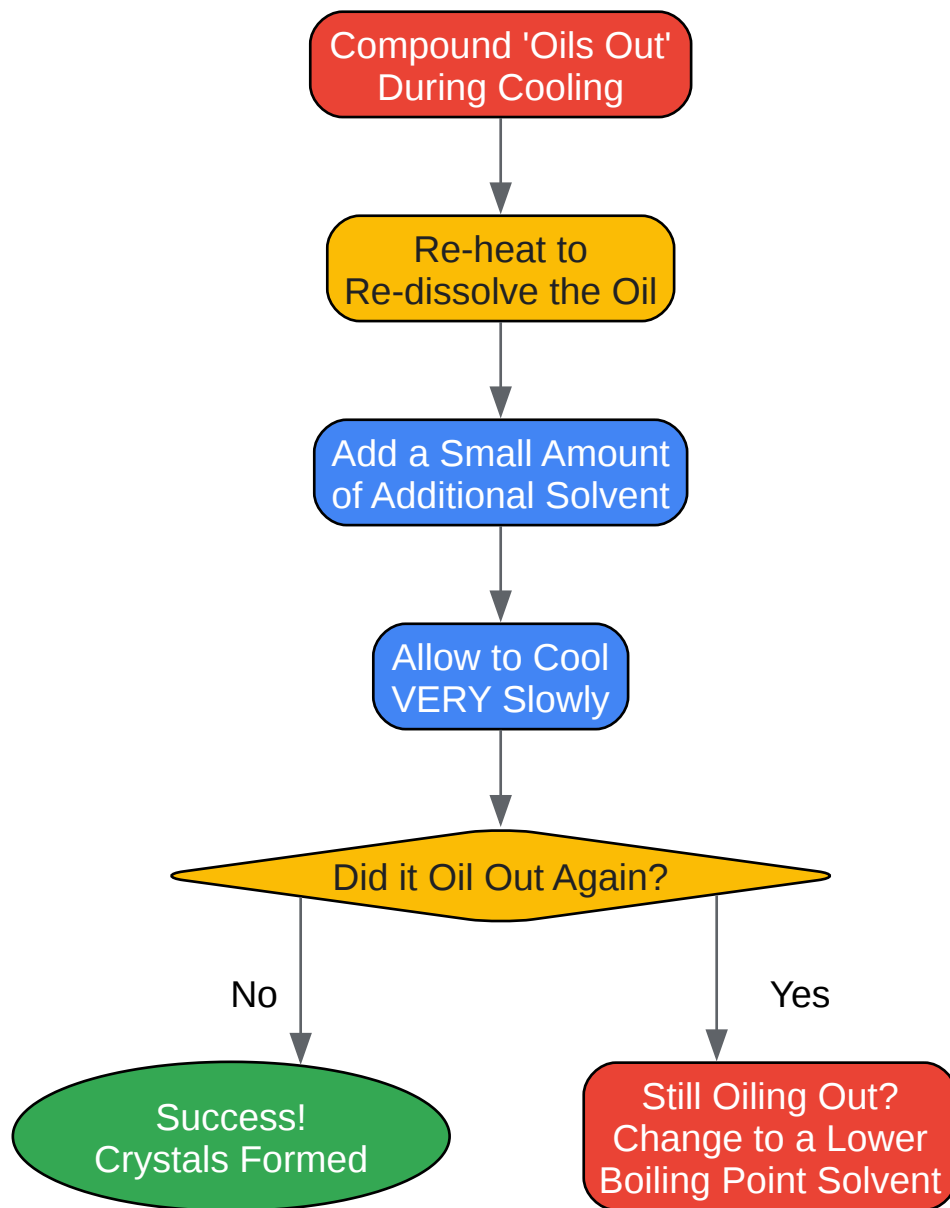 Compound 'Oils Out'
During Cooling
Re-heat to
Re-dissolve the Oil
Add a Small Amount
of Additional Solvent
Allow to Cool
VERY Slowly
Did it Oil Out Again?
No
Yes
Success!
Crystals Formed
Still Oiling Out?
Change to a Lower
Boiling Point Solvent